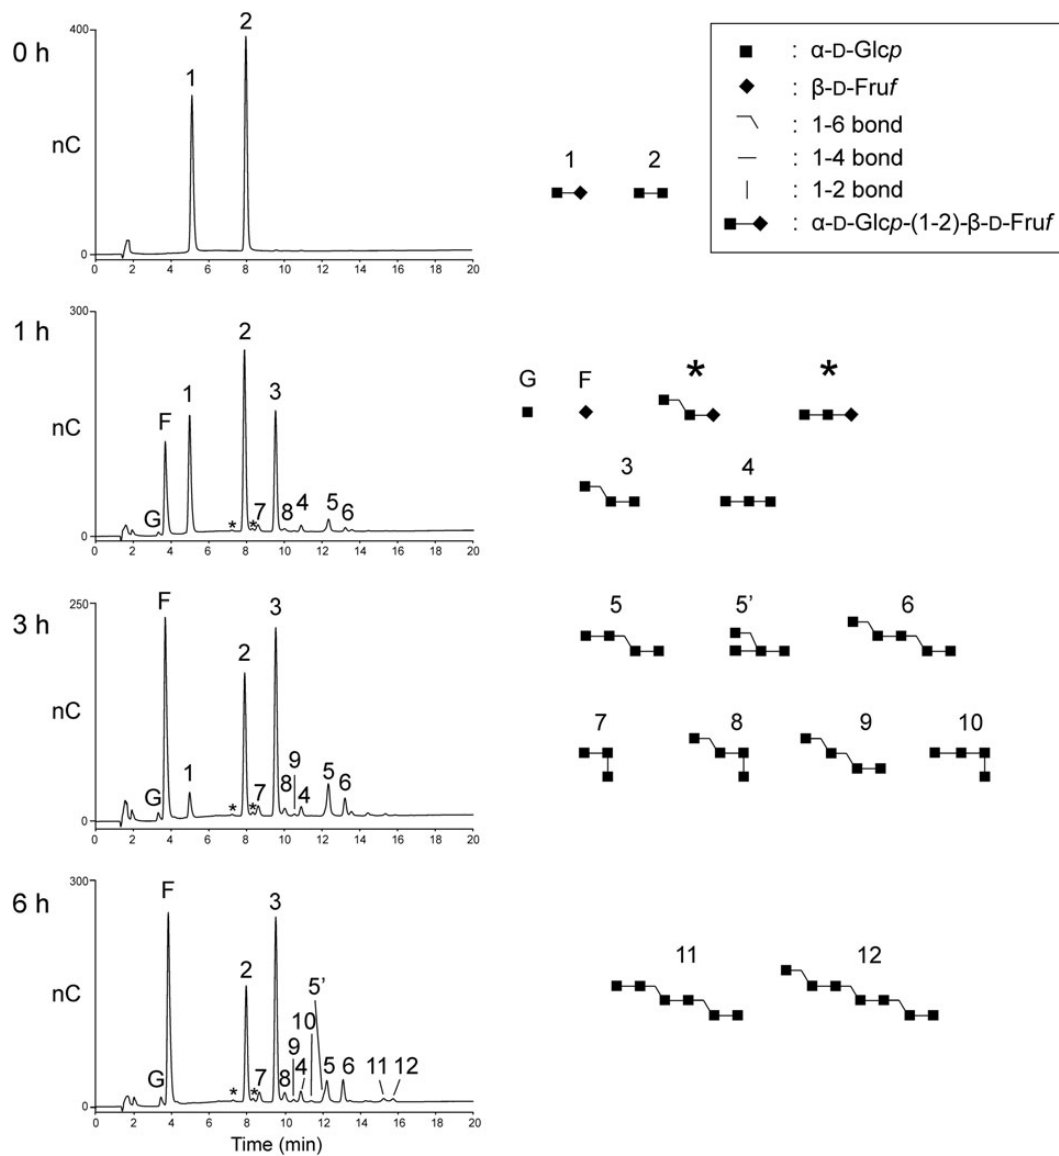 0 h
400
nC
0
1
2
0 2 4 6 8 10 12 14 16 18 20
1 2
: α-D-Glcp
: β-D-Fruf
: 1-6 bond
: 1-4 bond
: 1-2 bond
: α-D-Glcp-(1-2)-β-D-Fruf
1 h
300
nC
0
G F 1 * 2 * 7 3 8 4 5 6
0 2 4 6 8 10 12 14 16 18 20
G F * *
3 4
3 h
250
nC
0
G F 1 * 2 * 7 3 8 9 4 5 6
0 2 4 6 8 10 12 14 16 18 20
5 5’ 6
7 8 9 10
6 h
300
nC
0
G F * 2 * 7 3 8 9 4 10 5’ 5 6 11 12
0 2 4 6 8 10 12 14 16 18 20
Time (min)
11 12